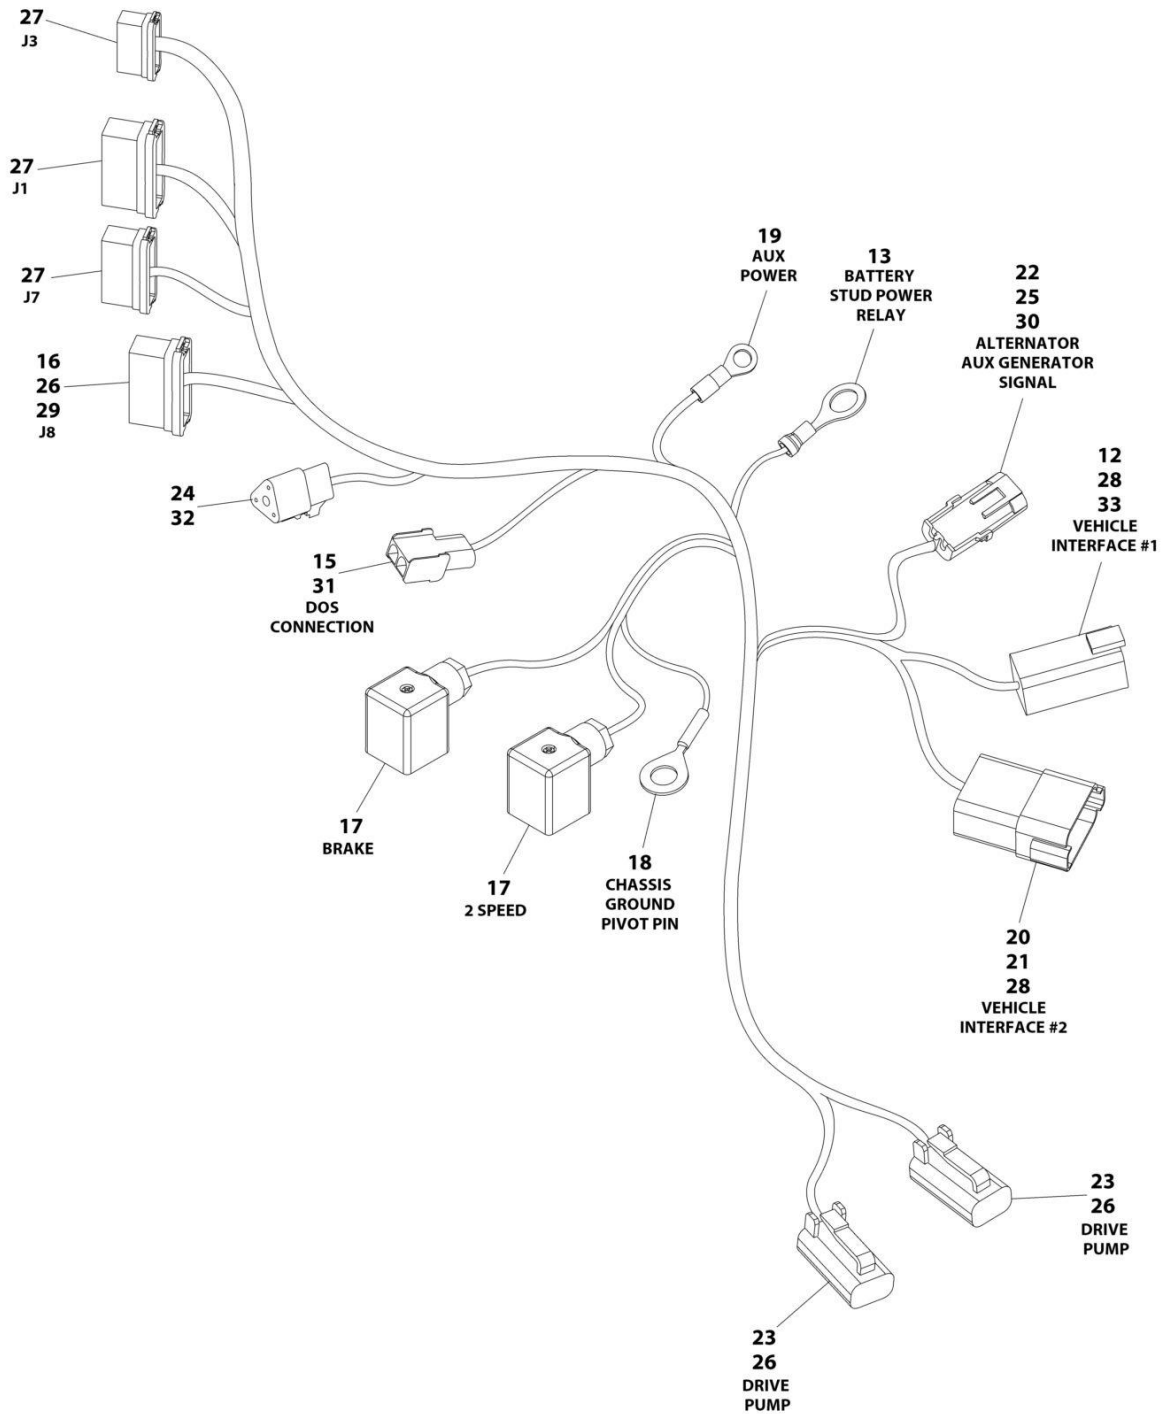 27
J3
27
J1
27
J7
16
26
29
J8
24
32
15
31
DOS
CONNECTION
19
AUX
POWER
13
BATTERY
STUD POWER
RELAY
22
25
30
ALTERNATOR
AUX GENERATOR
SIGNAL
12
28
33
VEHICLE
INTERFACE #1
17
BRAKE
17
2 SPEED
18
CHASSIS
GROUND
PIVOT PIN
20
21
28
VEHICLE
INTERFACE #2
23
26
DRIVE
PUMP
23
26
DRIVE
PUMP